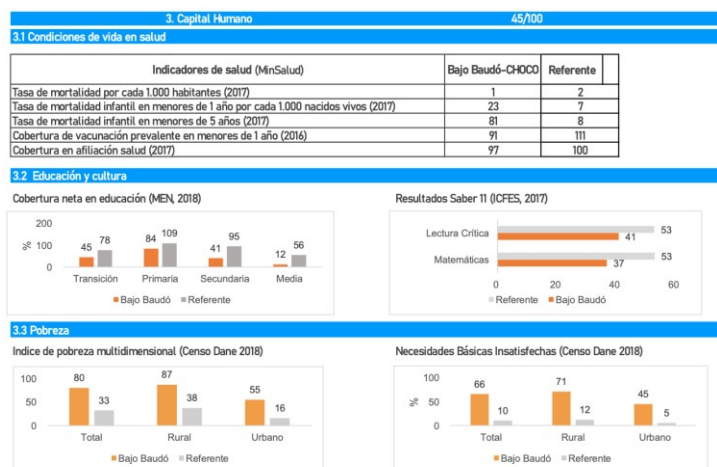 3. Capital Humano 45/100
3.1 Condiciones de vida en salud
Indicadores de salud (MinSalud) Bajo Baudó-CHOCO Referente
Tasa de mortalidad por cada 1.000 habitantes (2017) 1 2
Tasa de mortalidad infantil en menores de 1 año por cada 1.000 nacidos vivos (2017) 23 7
Tasa de mortalidad infantil en menores de 5 años (2017) 81 8
Cobertura de vacunación prevalente en menores de 1 año (2016) 91 111
Cobertura en afiliación salud (2017) 97 100
3.2 Educación y cultura
Cobertura neta en educación (MEN, 2018)
%
200
100
0
45 78 84 109 41 95 12 56
Transición Primaria Secundaria Media
Bajo Baudó Referente
Resultados Saber 11 (ICFES, 2017)
Lectura Crítica 53
41
Matemáticas 53
37
0 20 40 60
Referente Bajo Baudó
3.3 Pobreza
Indice de pobreza multidimensional (Censo Dane 2018)
100
50
0
80 33 87 38 55 16
Total Rural Urbano
Bajo Baudó Referente
Necesidades Básicas Insatisfechas (Censo Dane 2018)
%
100
50
0
66 10 71 12 45 5
Total Rural Urbano
Bajo Baudó Referente